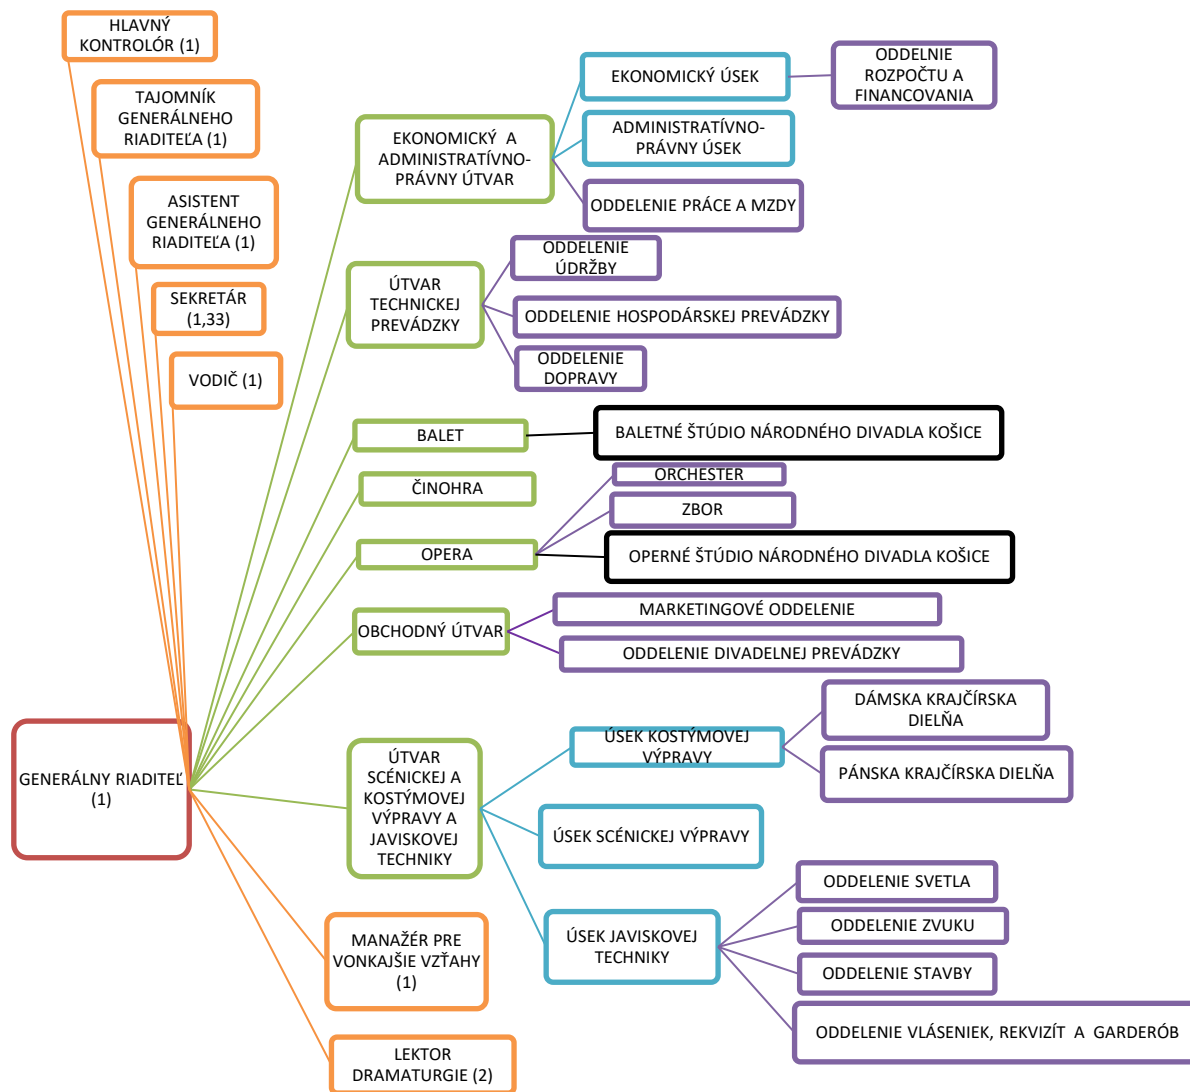 HLAVNÝ
KONTROLÓR (1)
TAJOMNÍK
GENERÁLNEHO
RIADITEĽA (1)
ASISTENT
GENERÁLNEHO
RIADITEĽA (1)
SEKRETÁR
(1,33)
VODIČ (1)
GENERÁLNY RIADITEĽ
(1)
EKONOMICKÝ A
ADMINISTRATÍVNO-
PRÁVNY ÚTVAR
EKONOMICKÝ ÚSEK
ODDELNIE
ROZPOČTU A
FINANCOVANIA
ADMINISTRATÍVNO-
PRÁVNY ÚSEK
ODDELENIE PRÁCE A MZDY
ÚTVAR
TECHNICKEJ
PREVÁDZKY
ODDELENIE
ÚDRŽBY
ODDELENIE HOSPODÁRSKEJ PREVÁDZKY
ODDELENIE
DOPRAVY
BALET
BALETNÉ ŠTÚDIO NÁRODNÉHO DIVADLA KOŠICE
ČINOHRA
OPERA
ORCHESTER
ZBOR
OPERNÉ ŠTÚDIO NÁRODNÉHO DIVADLA KOŠICE
OBCHODNÝ ÚTVAR
MARKETINGOVÉ ODDELENIE
ODDELENIE DIVADELNEJ PREVÁDZKY
ÚTVAR
SCÉNICKEJ A
KOSTÝMOVEJ
VÝPRAVY A
JAVISKOVEJ
TECHNIKY
ÚSEK KOSTÝMOVEJ
VÝPRAVY
DÁMSKA KRAJČÍRSKA
DIELŇA
PÁNSKA KRAJČÍRSKA DIELŇA
ÚSEK SCÉNICKEJ VÝPRAVY
ÚSEK JAVISKOVEJ
TECHNIKY
ODDELENIE SVETLA
ODDELENIE ZVUKU
ODDELENIE STAVBY
ODDELENIE VLÁSENIEK, REKVIZÍT A GARDERÓB
MANAŽÉR PRE
VONKAJŠIE VZŤAHY
(1)
LEKTOR
DRAMATURGIE (2)